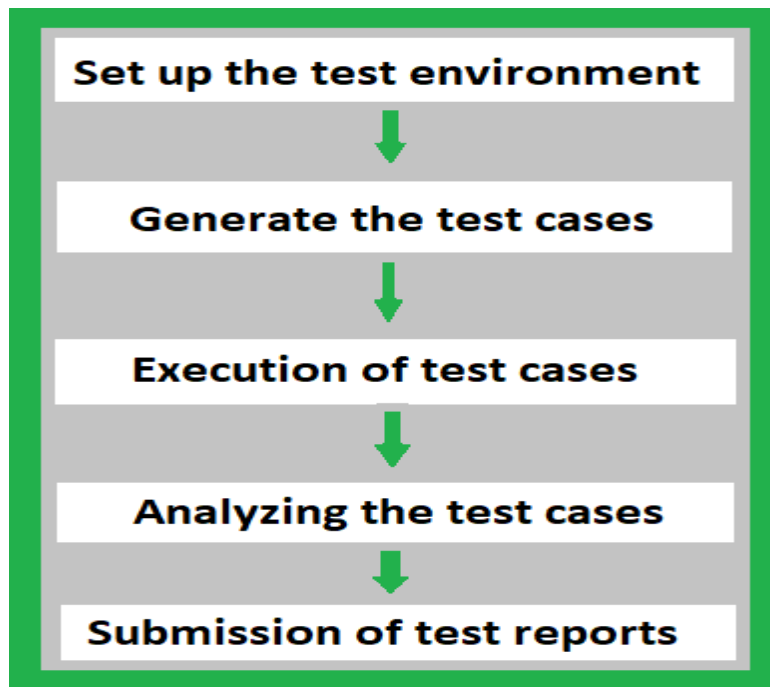 Set up the test environment
Generate the test cases
Execution of test cases
Analyzing the test cases
Submission of test reports